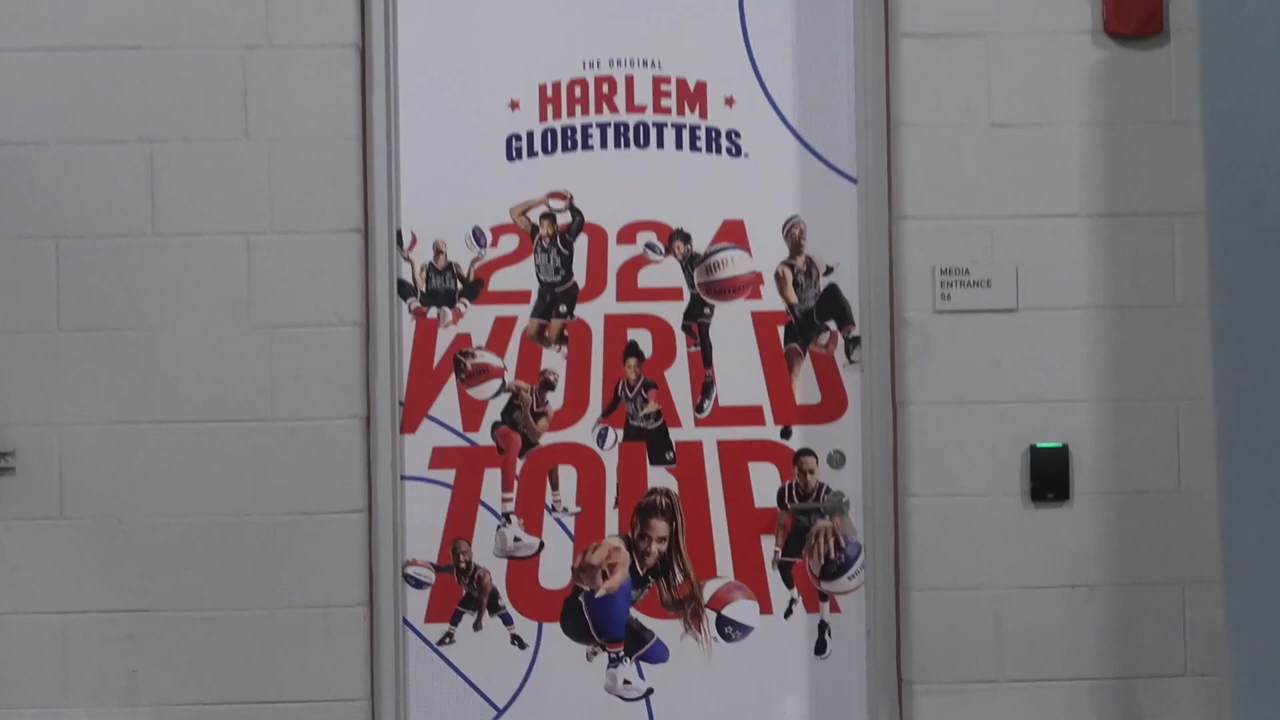 THE ORIGINAL
HARLEM
GLOBETROTTERS
2024
WORLD
TOUR
MEDIA
ENTRANCE